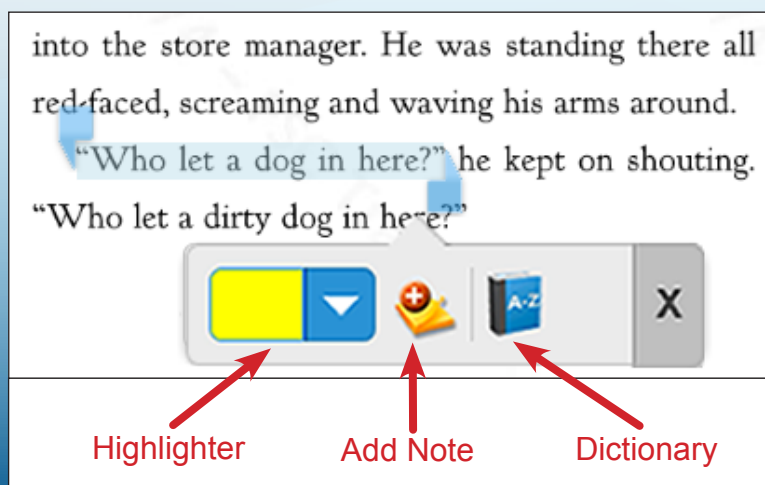 into the store manager. He was standing there all
red-faced, screaming and waving his arms around.
“Who let a dog in here?” he kept on shouting.
“Who let a dirty dog in here?”
A-Z
X
Highlighter
Add Note
Dictionary